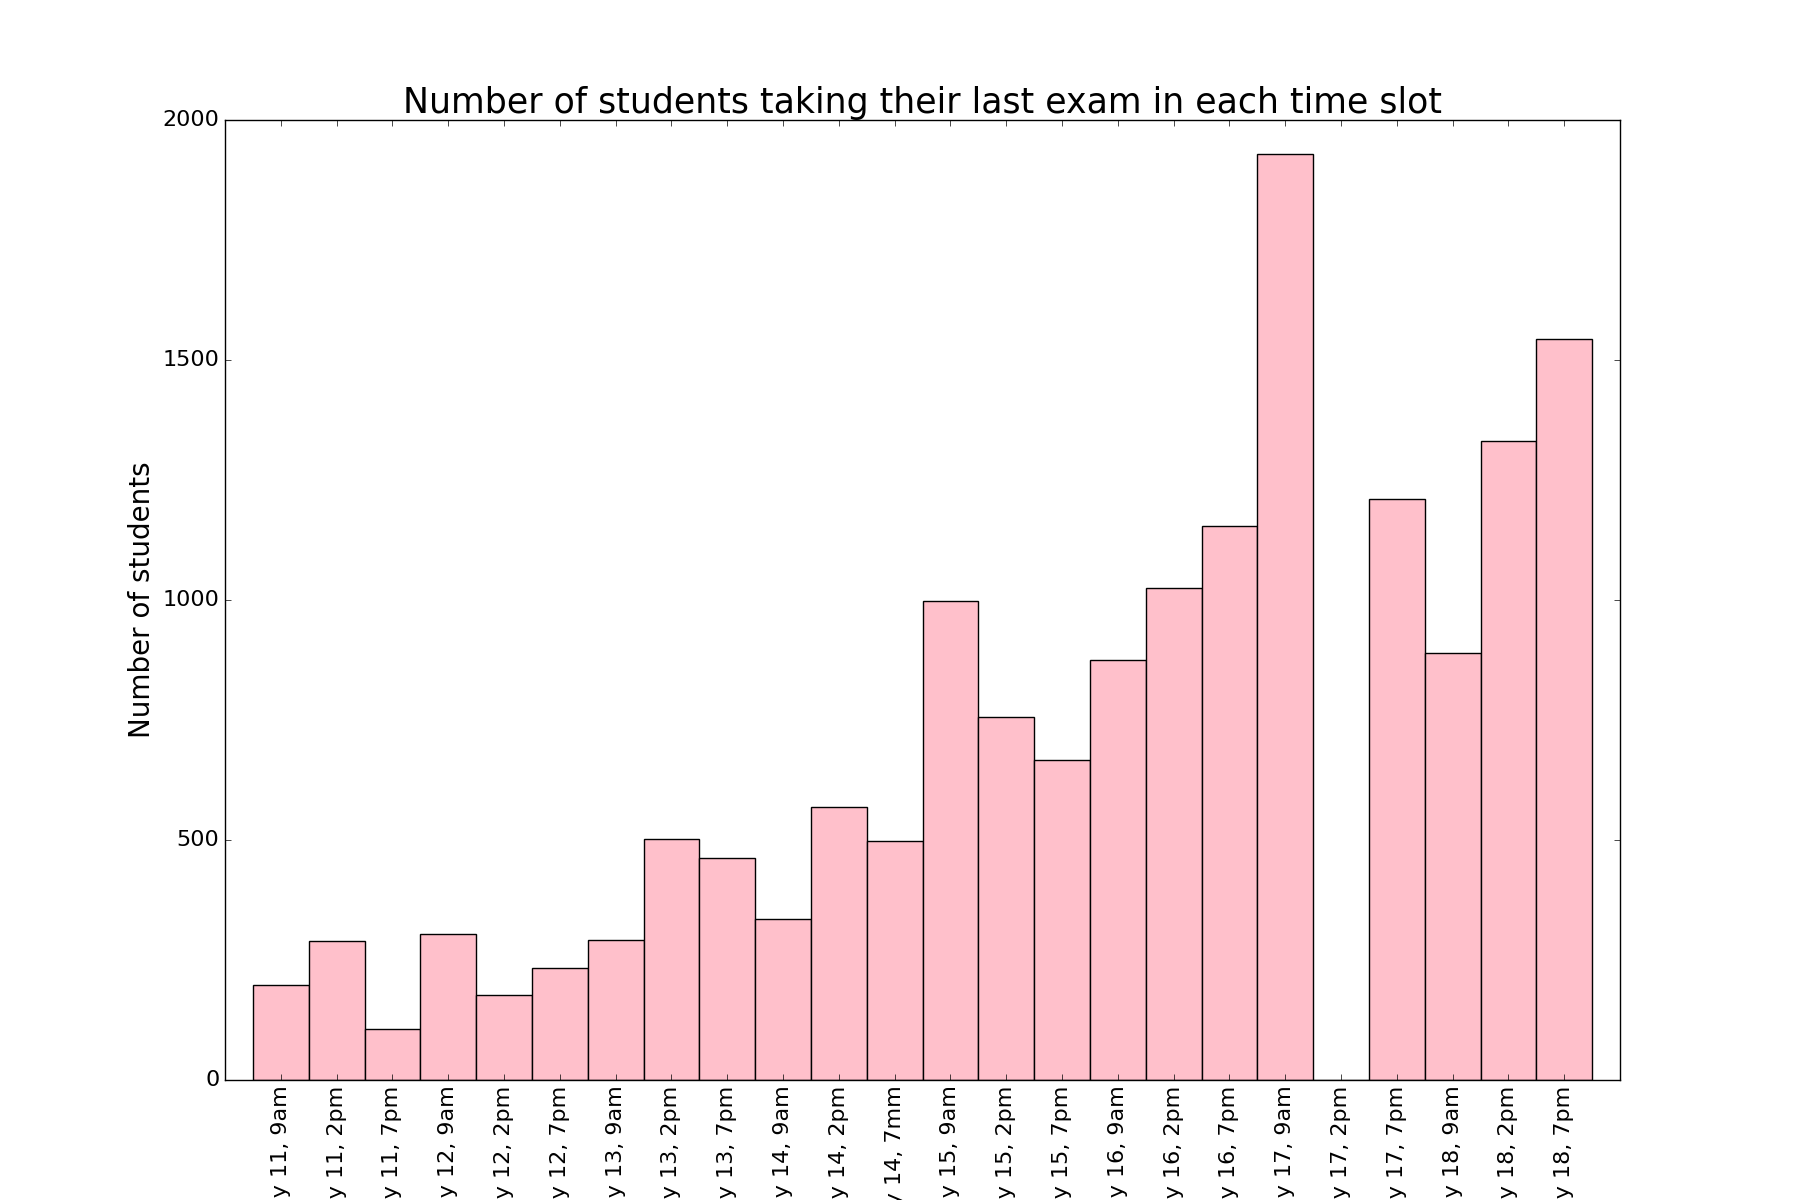 Number of students taking their last exam in each time slot
2000
1500
1000
500
0
Number of students
y 11, 9am
y 11, 2pm
y 11, 7pm
y 12, 9am
y 12, 2pm
y 12, 7pm
y 13, 9am
y 13, 2pm
y 13, 7pm
y 14, 9am
y 14, 2pm
y 14, 7mm
y 15, 9am
y 15, 2pm
y 15, 7pm
y 16, 9am
y 16, 2pm
y 16, 7pm
y 17, 9am
y 17, 2pm
y 17, 7pm
y 18, 9am
y 18, 2pm
y 18, 7pm